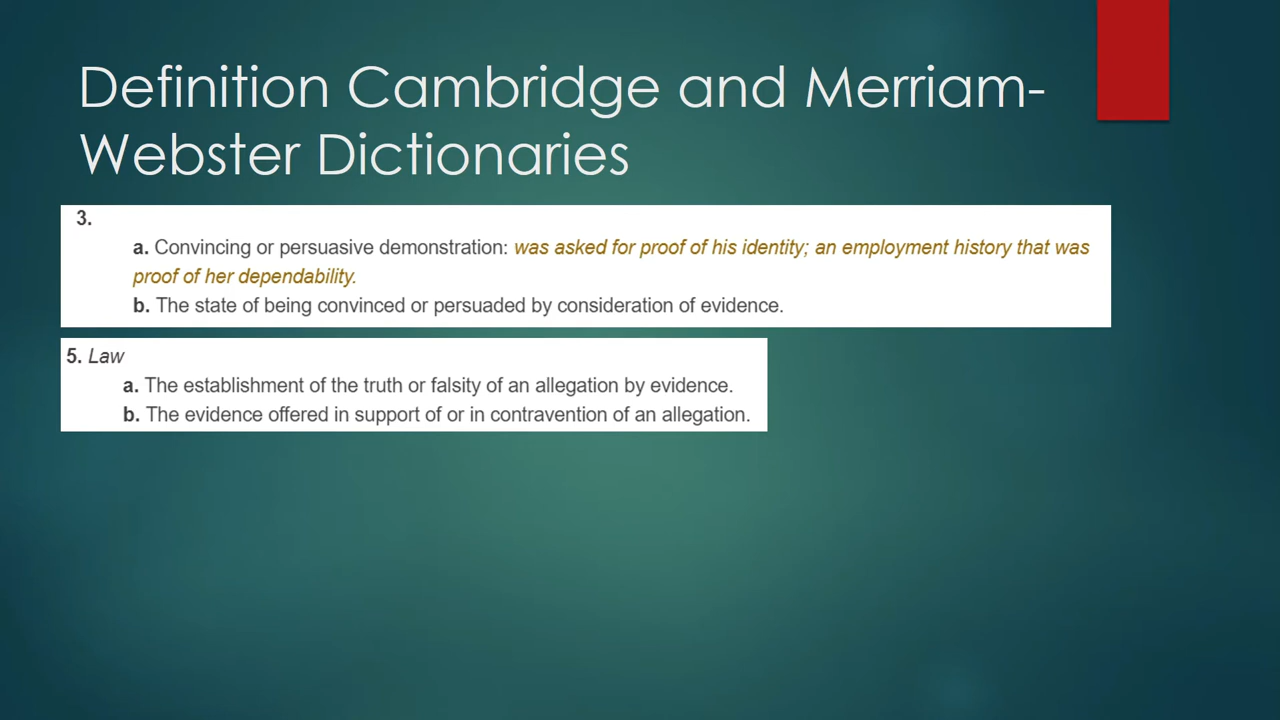 Definition Cambridge and Merriam-
Webster Dictionaries
3.
a. Convincing or persuasive demonstration: was asked for proof of his identity; an employment history that was
proof of her dependability.
b. The state of being convinced or persuaded by consideration of evidence.
5. Law
a. The establishment of the truth or falsity of an allegation by evidence.
b. The evidence offered in support of or in contravention of an allegation.